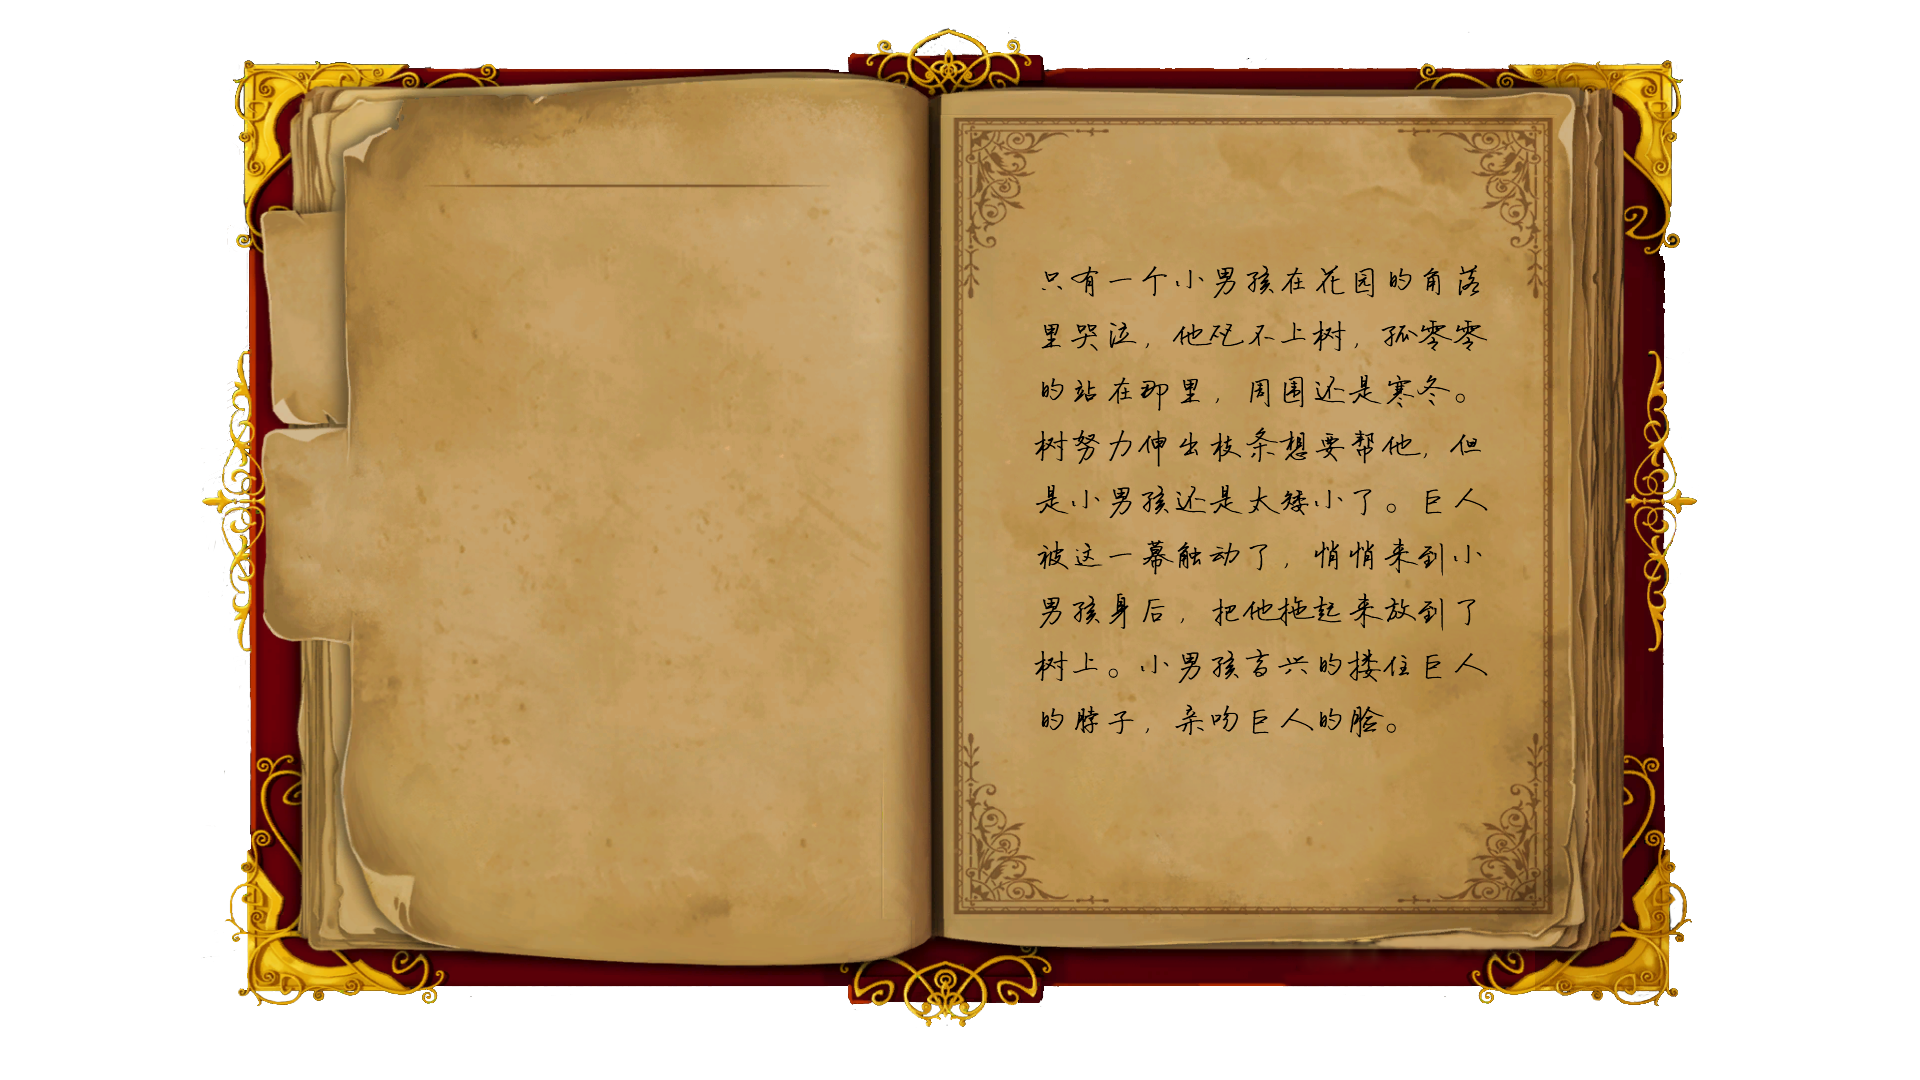 只有一个小男孩在花园的角落
里哭泣，他爬不上树，孤零零
的站在那里，周围还是寒冬。
树努力伸出枝条想要帮他，但
是小男孩还是太矮小了。巨人
被这一幕触动了，悄悄来到小
男孩身后，把他拖起来放到了
树上。小男孩高兴的搂住巨人
的脖子，亲吻巨人的脸。